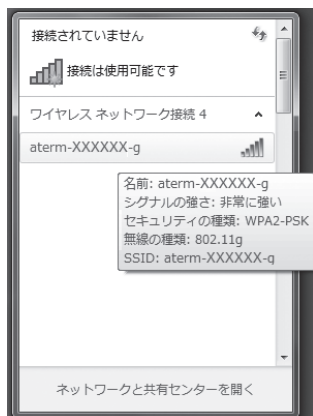 接続されていません
接続は使用可能です
ワイヤレス ネットワーク接続 4
aterm-XXXXXX-g
名前: aterm-XXXXXX-g
シグナルの強さ: 非常に強い
セキュリティの種類: WPA2-PSK
無線の種類: 802.11g
SSID: aterm-XXXXXX-g
ネットワークと共有センターを開く